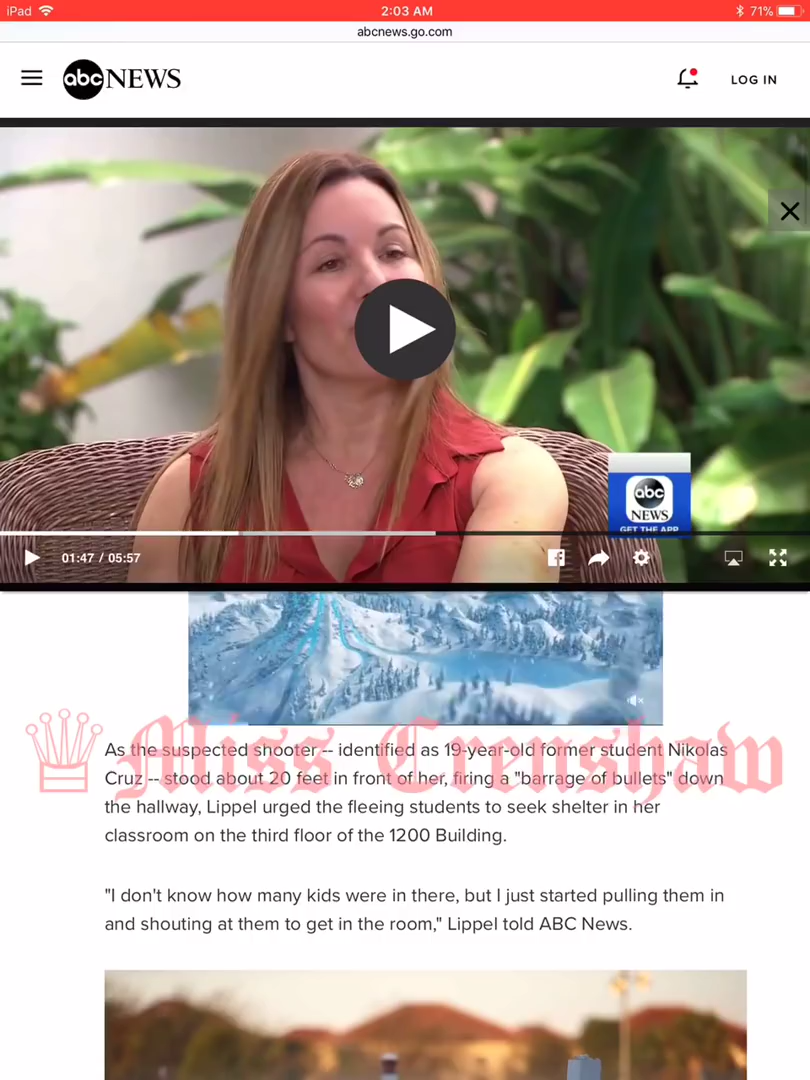 iPad 2:03 AM 71%
abcnews.go.com
abc NEWS LOG IN
abc
NEWS
GET THE APP
01:47 / 05:57
Miss Crenshaw
As the suspected shooter -- identified as 19-year-old former student Nikolas
Cruz -- stood about 20 feet in front of her, firing a "barrage of bullets" down
the hallway, Lippel urged the fleeing students to seek shelter in her
classroom on the third floor of the 1200 Building.
"I don't know how many kids were in there, but I just started pulling them in
and shouting at them to get in the room," Lippel told ABC News.